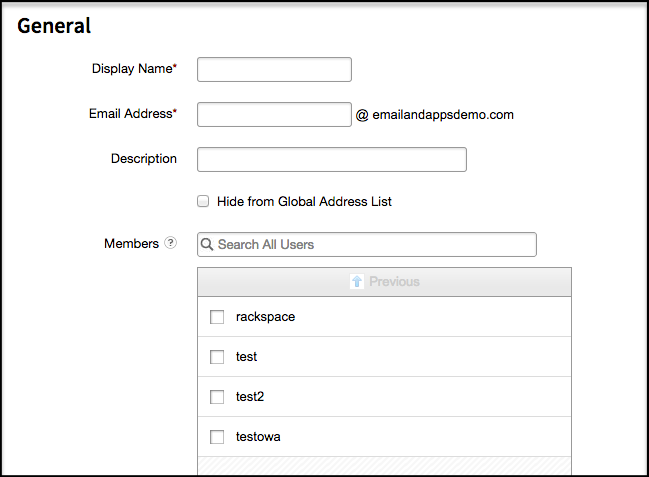 General
Display Name*
Email Address* @ emailandappsdemo.com
Description
Hide from Global Address List
Members ? Search All Users
Previous
rackspace
test
test2
testowa